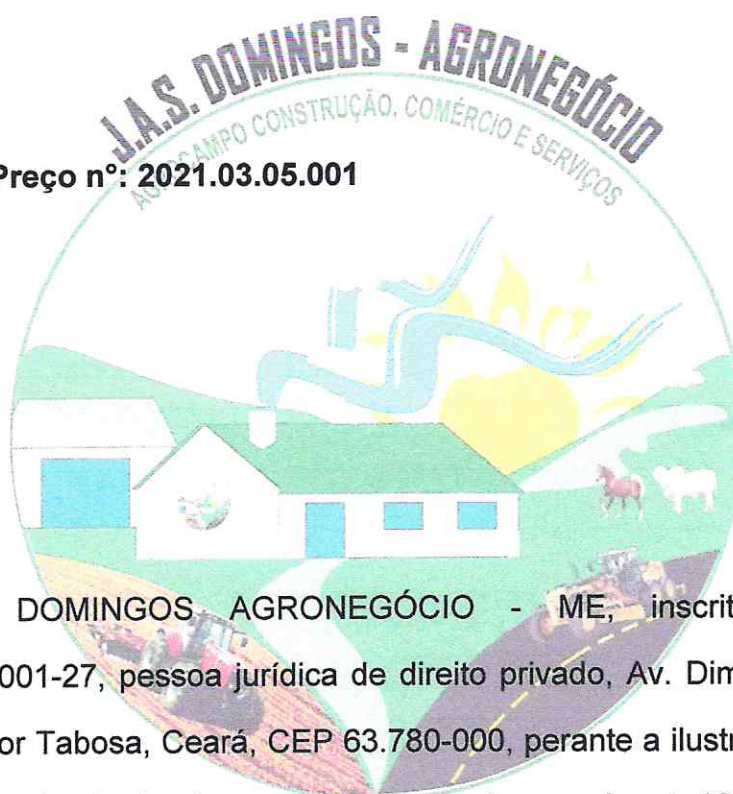 J.A.S. DOMINGOS - AGRONEGÓCIO
AGROCAMPO CONSTRUÇÃO, COMÉRCIO E SERVIÇOS
Preço nº: 2021.03.05.001
DOMINGOS AGRONEGÓCIO - ME, inscrit
001-27, pessoa jurídica de direito privado, Av. Dim
or Tabosa, Ceará, CEP 63.780-000, perante a ilustr